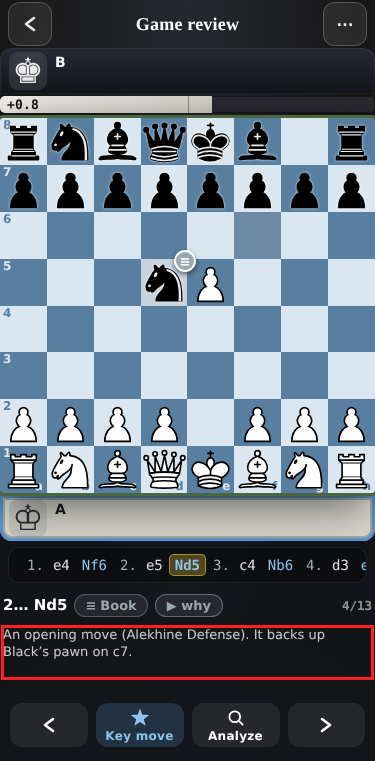 Game review
...
B
+0.8
8
7
6
5
4
3
2
1
A
1. e4 Nf6 2. e5 Nd5 3. c4 Nb6 4. d3
2... Nd5 ≡ Book ▶ why 4/13
An opening move (Alekhine Defense). It backs up
Black's pawn on c7.
Key move
Analyze